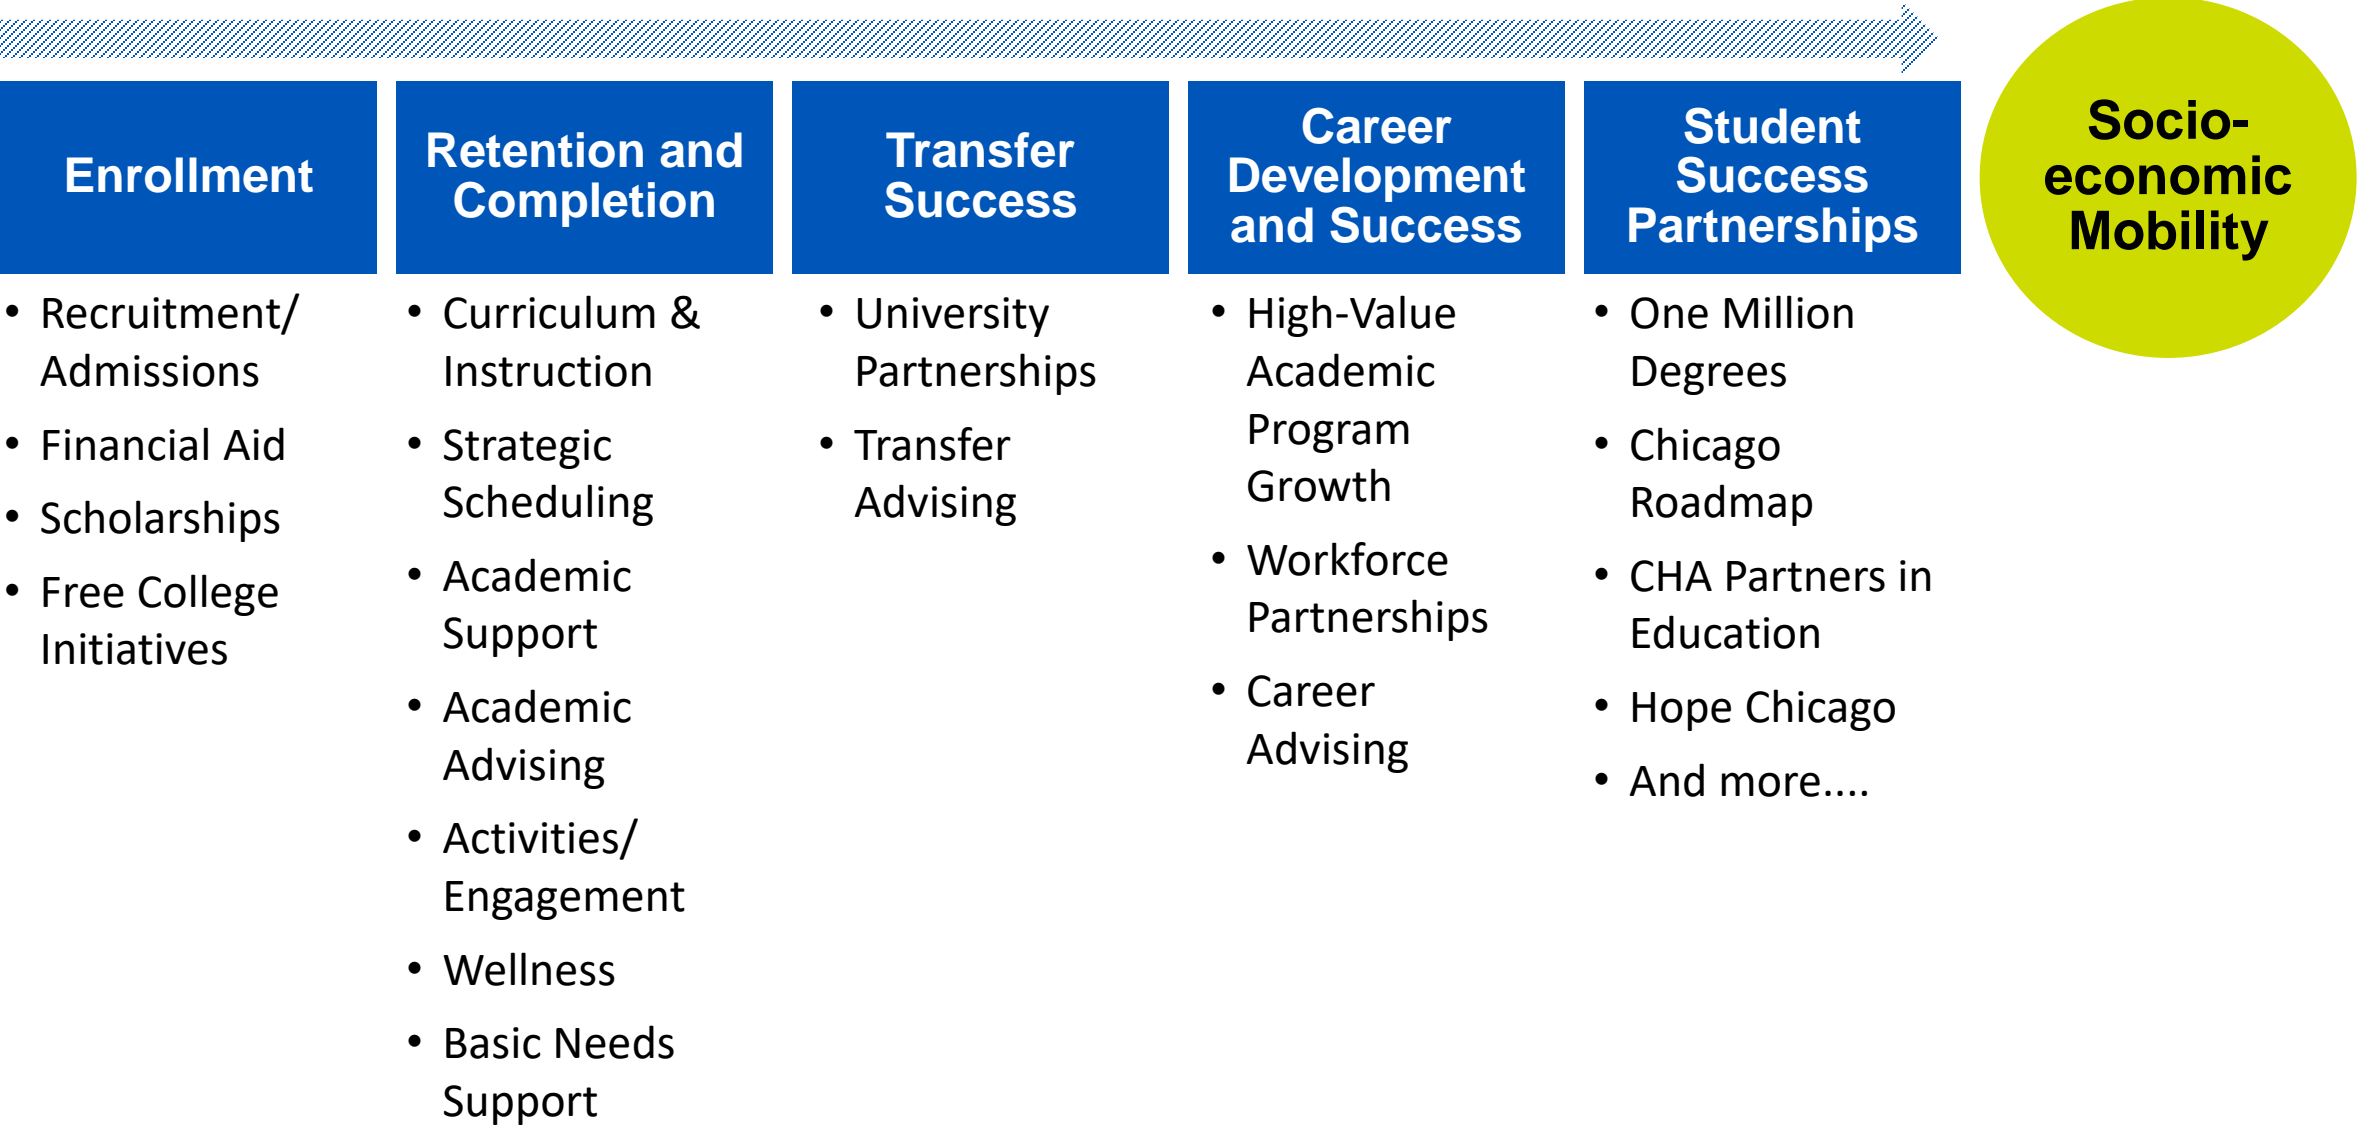 Enrollment
• Recruitment/
Admissions
• Financial Aid
• Scholarships
• Free College
Initiatives
Retention and
Completion
• Curriculum &
Instruction
• Strategic
Scheduling
• Academic
Support
• Academic
Advising
• Activities/
Engagement
• Wellness
• Basic Needs
Support
Transfer
Success
• University
Partnerships
• Transfer
Advising
Career
Development
and Success
• High-Value
Academic
Program
Growth
• Workforce
Partnerships
• Career
Advising
Student
Success
Partnerships
• One Million
Degrees
• Chicago
Roadmap
• CHA Partners in
Education
• Hope Chicago
• And more....
Socio-
economic
Mobility